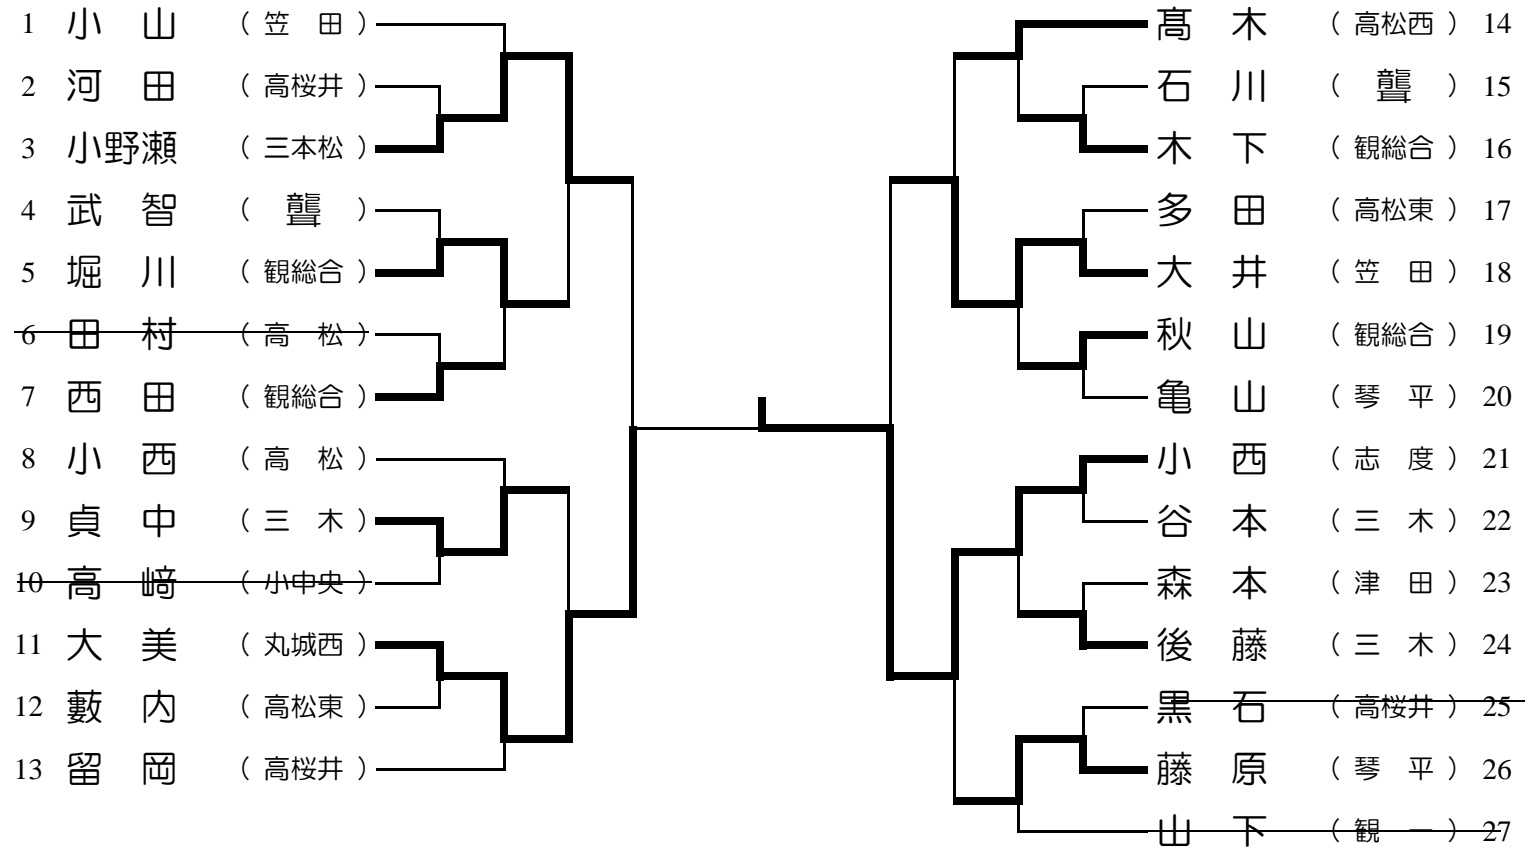 1 小 山 ( 笠 田 )
2 河 田 ( 高桜井 )
3 小野瀬 ( 三本松 )
4 武 智 ( 聾 )
5 堀 川 ( 観総合 )
6 田 村 ( 高 松 )
7 西 田 ( 観総合 )
8 小 西 ( 高 松 )
9 貞 中 ( 三 木 )
10 高 﨑 ( 小中央 )
11 大 美 ( 丸城西 )
12 藪 内 ( 高松東 )
13 留 岡 ( 高桜井 )
髙 木 ( 高松西 ) 14
石 川 ( 聾 ) 15
木 下 ( 観総合 ) 16
多 田 ( 高松東 ) 17
大 井 ( 笠 田 ) 18
秋 山 ( 観総合 ) 19
亀 山 ( 琴 平 ) 20
小 西 ( 志 度 ) 21
谷 本 ( 三 木 ) 22
森 本 ( 津 田 ) 23
後 藤 ( 三 木 ) 24
黒 石 ( 高桜井 ) 25
藤 原 ( 琴 平 ) 26
山 下 ( 観 一 ) 27